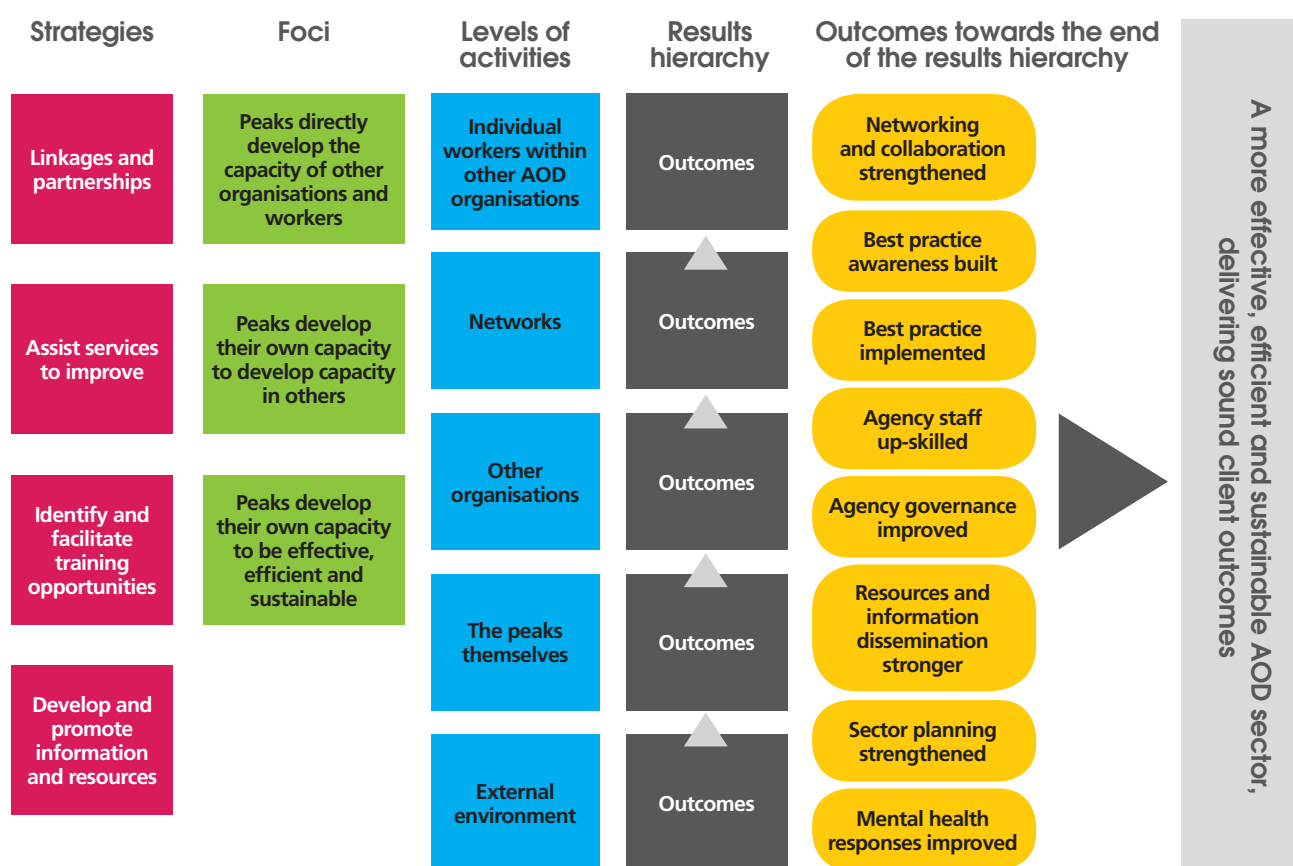 Strategies
Linkages and
partnerships
Assist services
to improve
Identify and
facilitate
training
opportunities
Develop and
promote
information
and resources
Foci
Peaks directly
develop the
capacity of other
organisations and
workers
Peaks develop
their own capacity
to develop capacity
in others
Peaks develop
their own capacity
to be effective,
efficient and
sustainable
Levels of
activities
Individual
workers within
other AOD
organisations
Networks
Other
organisations
The peaks
themselves
External
environment
Results
hierarchy
Outcomes
Outcomes
Outcomes
Outcomes
Outcomes
Outcomes towards the end
of the results hierarchy
Networking
and collaboration
strengthened
Best practice
awareness built
Best practice
implemented
Agency staff
up-skilled
Agency governance
improved
Resources and
information
dissemination
stronger
Sector planning
strengthened
Mental health
responses improved
A more effective, efficient and sustainable AOD sector,
delivering sound client outcomes